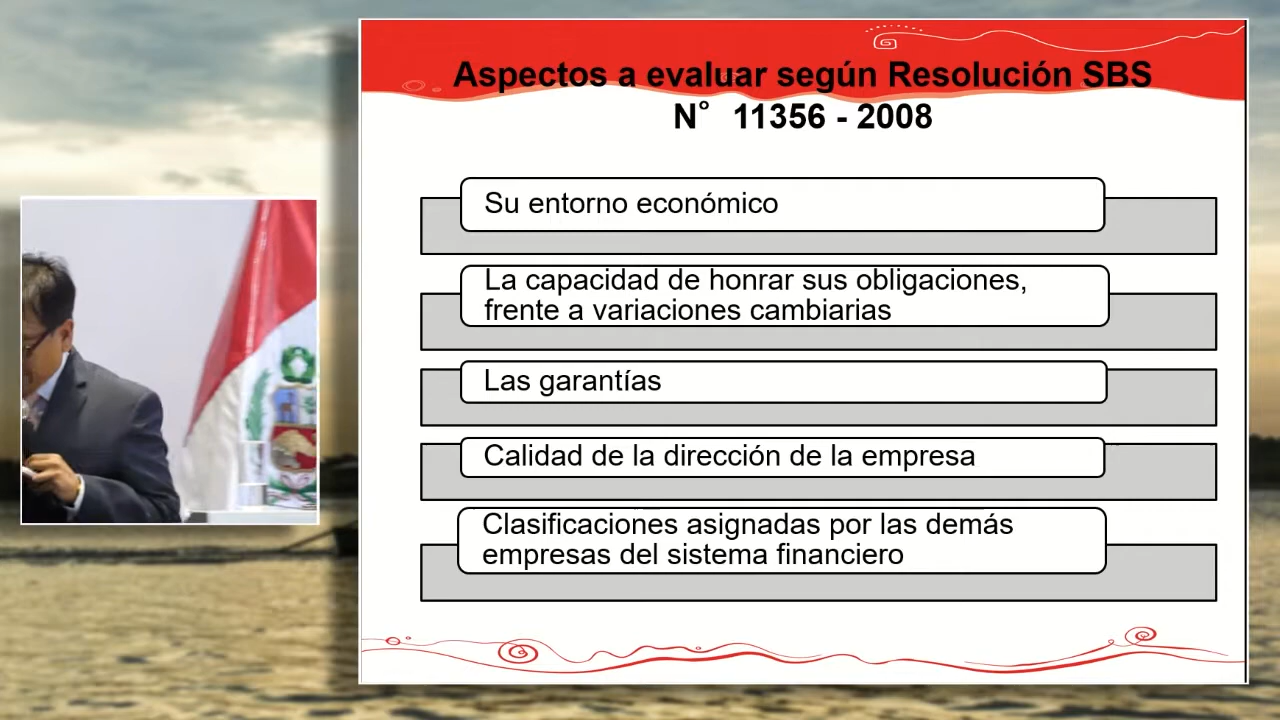 Aspectos a evaluar según Resolución SBS
N° 11356 - 2008
Su entorno económico
La capacidad de honrar sus obligaciones,
frente a variaciones cambiarias
Las garantías
Calidad de la dirección de la empresa
Clasificaciones asignadas por las demás
empresas del sistema financiero